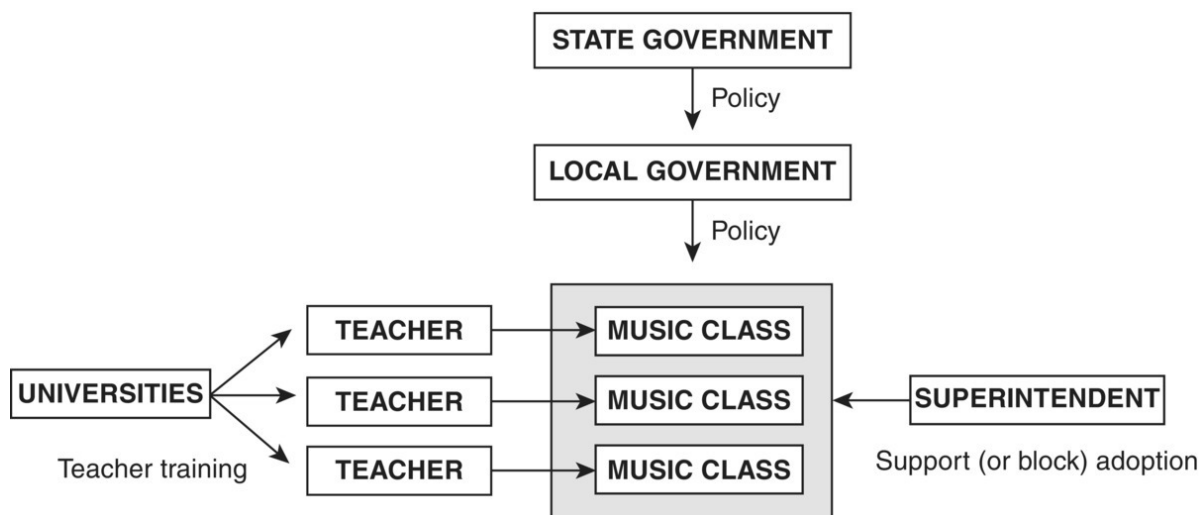 STATE GOVERNMENT
Policy
LOCAL GOVERNMENT
Policy
TEACHER
MUSIC CLASS
UNIVERSITIES
TEACHER
MUSIC CLASS
SUPERINTENDENT
TEACHER
MUSIC CLASS
Teacher training
Support (or block) adoption